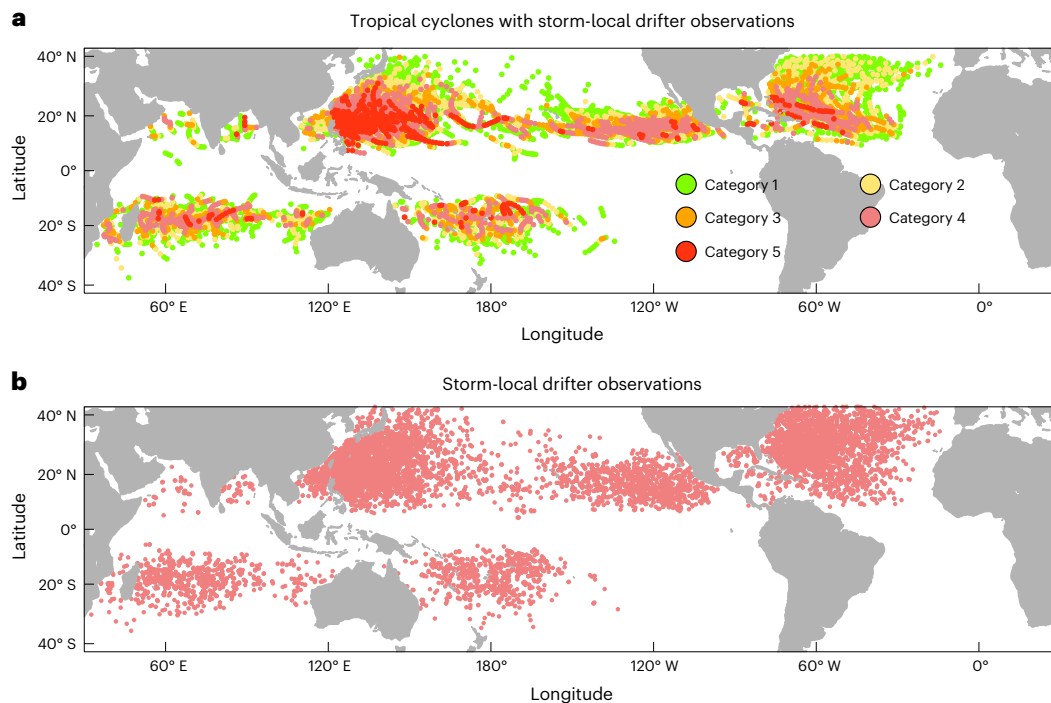 a
Tropical cyclones with storm-local drifter observations
40° N
20° N
0°
20° S
40° S
Latitude
Category 1
Category 2
Category 3
Category 4
Category 5
60° E
120° E
180°
120° W
60° W
0°
Longitude
b
Storm-local drifter observations
40° N
20° N
0°
20° S
40° S
Latitude
60° E
120° E
180°
120° W
60° W
0°
Longitude